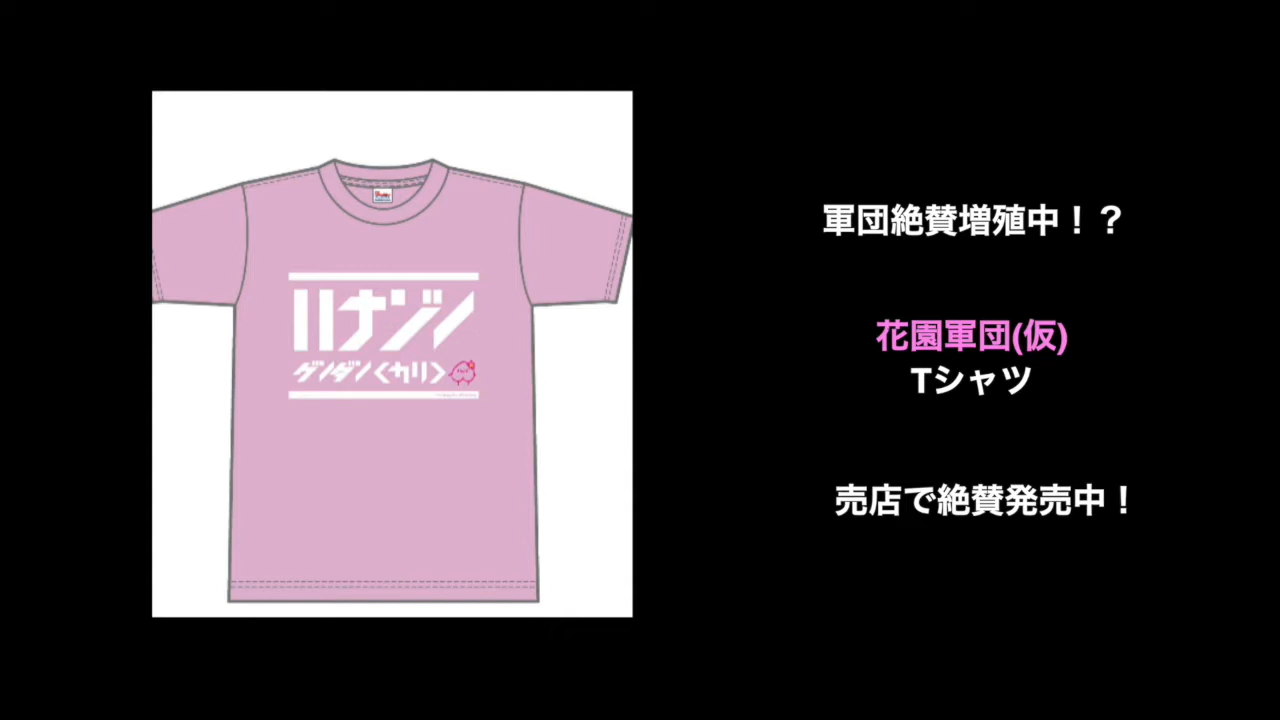 ハナゾノ
グンダン<カリ>
軍団絶賛増殖中！？
花園軍団(仮)
Tシャツ
売店で絶賛発売中！